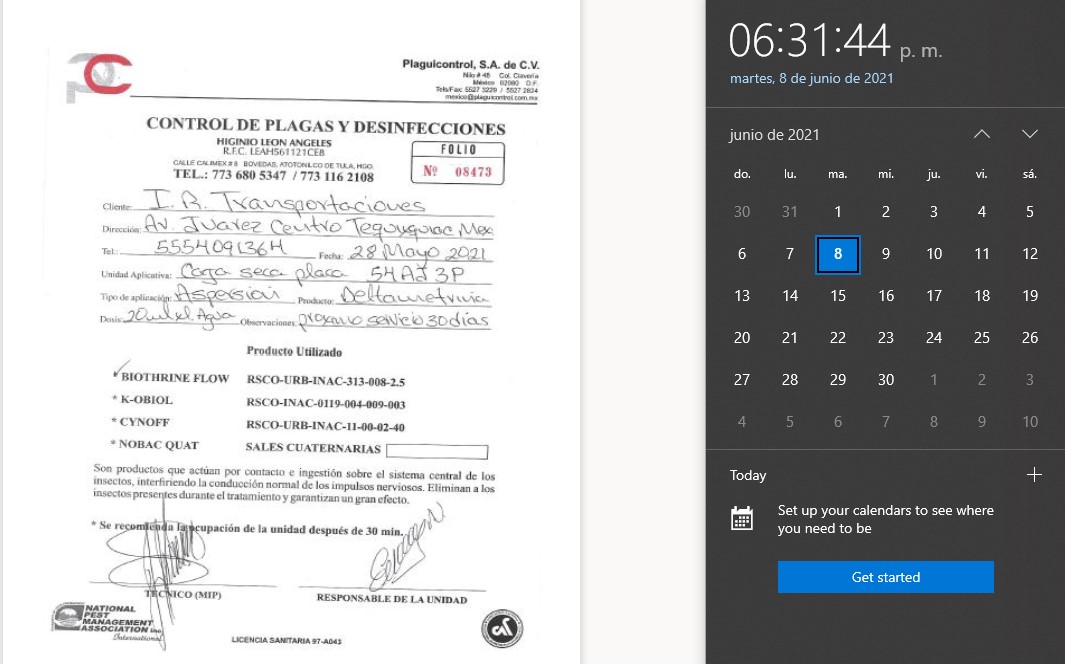 Plaguicontrol, S.A. de C.V.
Nilo # 48 Col. Clavería
México 02080 D.F.
Tels/Fax: 5527 3229 / 5527 2834
mexico@plaguicontrol.com.mx
CONTROL DE PLAGAS Y DESINFECCIONES
HIGINIO LEON ANGELES
R.F.C. LEAH561121CE8
CALLE CALIMEX # 8 BOVEDAS, ATOTONILCO DE TULA, HGO.
TEL.: 773 680 5347 / 773 116 2108
FOLIO
Nº 08473
Cliente: I. R. Transportaciones
Dirección: Av. Juarez Centro Tequixquiac Mex
Tel.: 5554091364 Fecha: 28 Mayo 2021
Unidad Aplicativa: Caja seca placa
Tipo de aplicación: Aspersion Producto: Deltametrina
Dosis: 20ml Agua Observaciones: proximo servicio 30 días
Producto Utilizado
BIOTHRINE FLOW RSCO-URB-INAC-313-008-2.5
* K-OBIOL RSCO-INAC-0119-004-009-003
* CYNOFF RSCO-URB-INAC-11-00-02-40
* NOBAC QUAT SALES CUATERNARIAS
Son productos que actúan por contacto e ingestión sobre el sistema central de los
insectos, interfiriendo la conducción normal de los impulsos nerviosos. Eliminan a los
insectos presentes durante el tratamiento y garantizan un gran efecto.
* Se recomienda la ocupación de la unidad después de 30 min.
TÉCNICO (MIP)
RESPONSABLE DE LA UNIDAD
NATIONAL
PEST
MANAGEMENT
ASSOCIATION Inc.
International
LICENCIA SANITARIA 97-A043
06:31:44 p. m.
martes, 8 de junio de 2021
junio de 2021
do. lu. ma. mi. ju. vi. sá.
30 31 1 2 3 4 5
6 7 8 9 10 11 12
13 14 15 16 17 18 19
20 21 22 23 24 25 26
27 28 29 30 1 2 3
4 5 6 7 8 9 10
Today
Set up your calendars to see where
you need to be
Get started